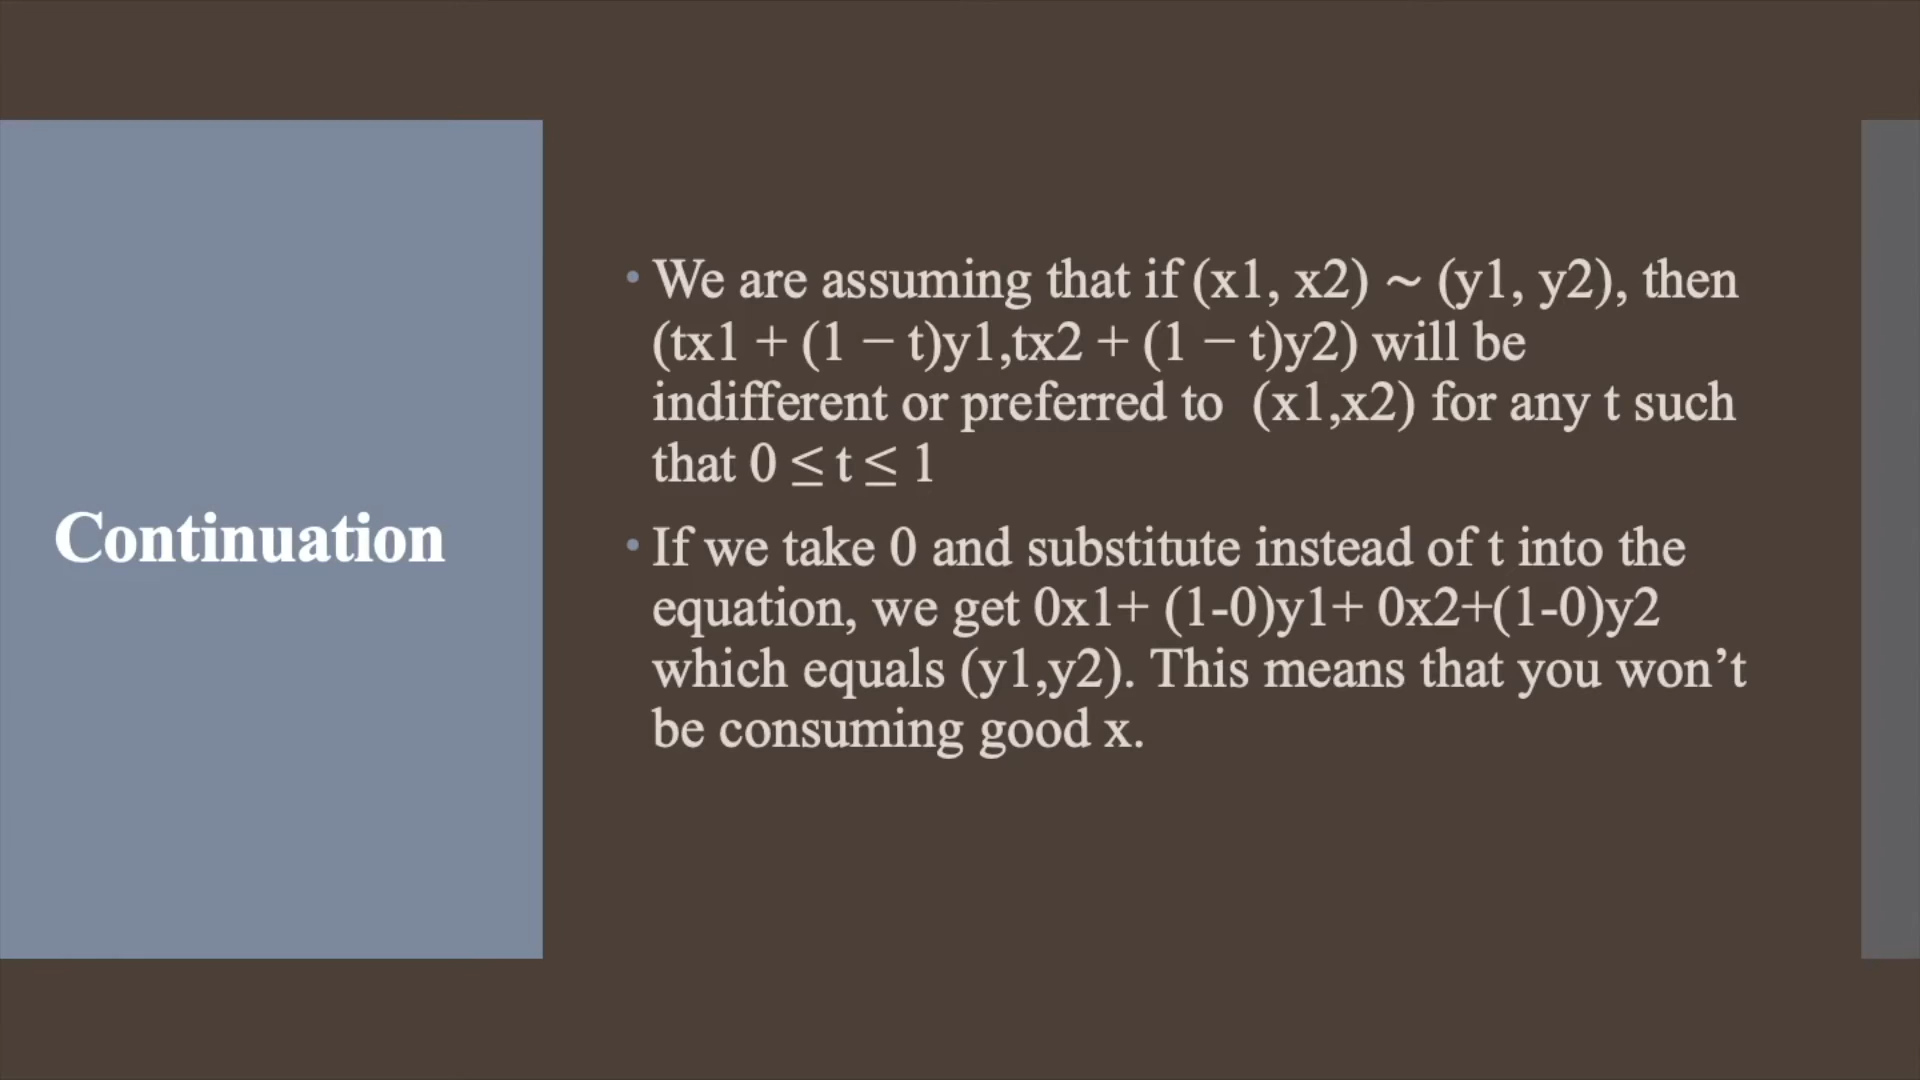 Continuation
• We are assuming that if (x1, x2) ~ (y1, y2), then
(tx1 + (1 − t)y1,tx2 + (1 − t)y2) will be
indifferent or preferred to  (x1,x2) for any t such
that 0 ≤ t ≤ 1
• If we take 0 and substitute instead of t into the
equation, we get 0x1+ (1-0)y1+ 0x2+(1-0)y2
which equals (y1,y2). This means that you won’t
be consuming good x.